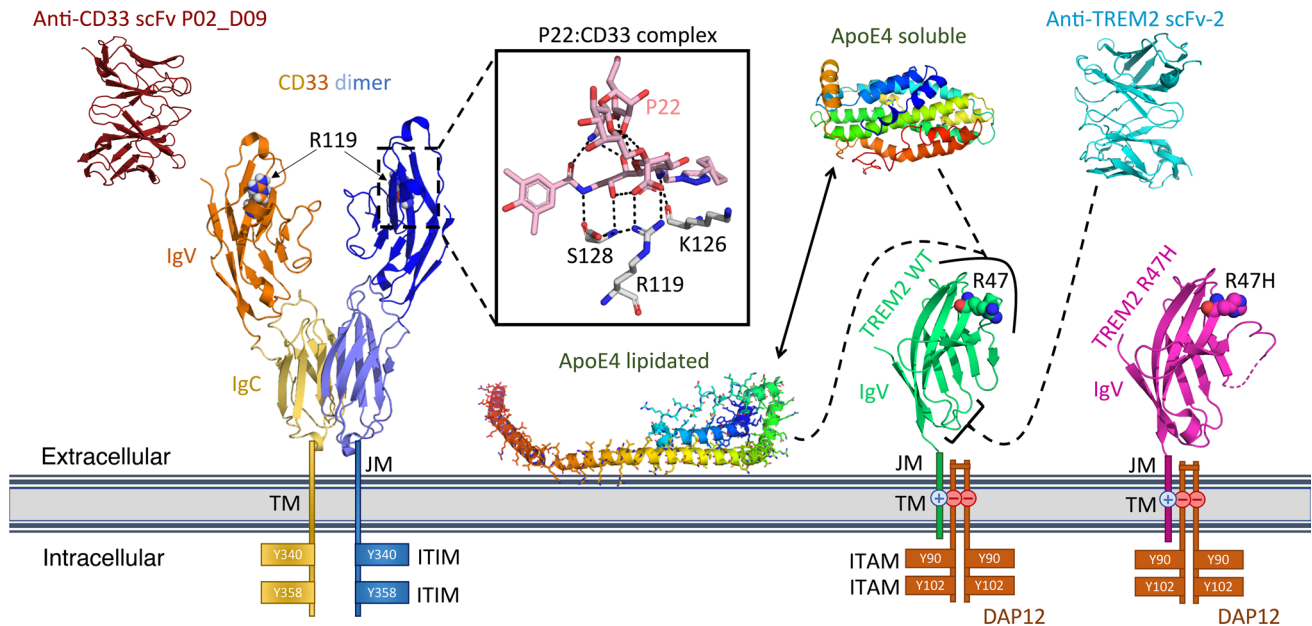 Anti-CD33 scFv P02_D09
CD33 dimer
R119
IgV
IgC
P22:CD33 complex
P22
S128
K126
R119
ApoE4 soluble
Anti-TREM2 scFv-2
ApoE4 lipidated
TREM2 WT
R47
IgV
TREM2 R47H
R47H
IgV
Extracellular
JM
JM
JM
TM
TM
+
−
−
TM
+
−
−
Intracellular
Y340
Y340
ITIM
Y358
Y358
ITIM
ITAM
Y90
Y90
ITAM
Y102
Y102
DAP12
Y90
Y90
Y102
Y102
DAP12